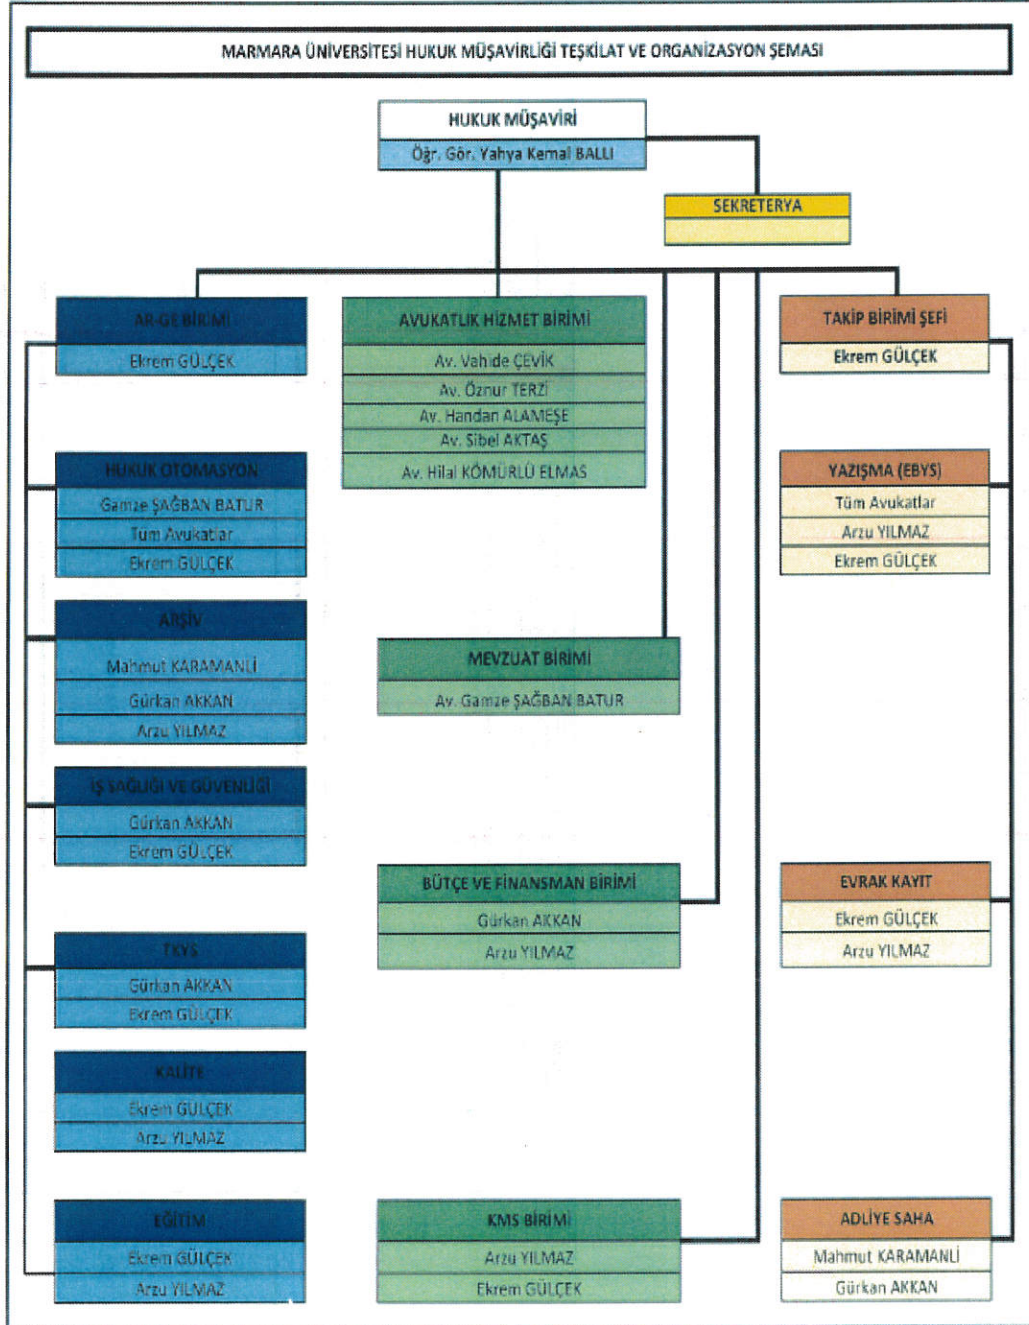 MARMARA ÜNİVERSİTESİ HUKUK MÜŞAVİRLİĞİ TEŞKİLAT VE ORGANİZASYON ŞEMASI
HUKUK MÜŞAVİRİ
Öğr. Gör. Yahya Kemal BALLI
SEKRETERYA
AR-GE BİRİMİ
Ekrem GÜLÇEK
HUKUK OTOMASYON
Gamze ŞAĞBAN BATUR
Tüm Avukatlar
Ekrem GÜLÇEK
ARŞİV
Mahmut KARAMANLİ
Gürkan AKKAN
Arzu YILMAZ
İŞ SAĞLIĞI VE GÜVENLİĞİ
Gürkan AKKAN
Ekrem GÜLÇEK
TKYS
Gürkan AKKAN
Ekrem GÜLÇEK
KALİTE
Ekrem GÜLÇEK
Arzu YILMAZ
EĞİTİM
Ekrem GÜLÇEK
Arzu YILMAZ
AVUKATLIK HİZMET BİRİMİ
Av. Vahide ÇEVİK
Av. Öznur TERZİ
Av. Handan ALAMEŞE
Av. Sibel AKTAŞ
Av. Hilal KÖMÜRLÜ ELMAS
MEVZUAT BİRİMİ
Av. Gamze ŞAĞBAN BATUR
BÜTÇE VE FİNANSMAN BİRİMİ
Gürkan AKKAN
Arzu YILMAZ
KMS BİRİMİ
Arzu YILMAZ
Ekrem GÜLÇEK
TAKİP BİRİMİ ŞEFİ
Ekrem GÜLÇEK
YAZIŞMA (EBYS)
Tüm Avukatlar
Arzu YILMAZ
Ekrem GÜLÇEK
EVRAK KAYIT
Ekrem GÜLÇEK
Arzu YILMAZ
ADLİYE SAHA
Mahmut KARAMANLİ
Gürkan AKKAN